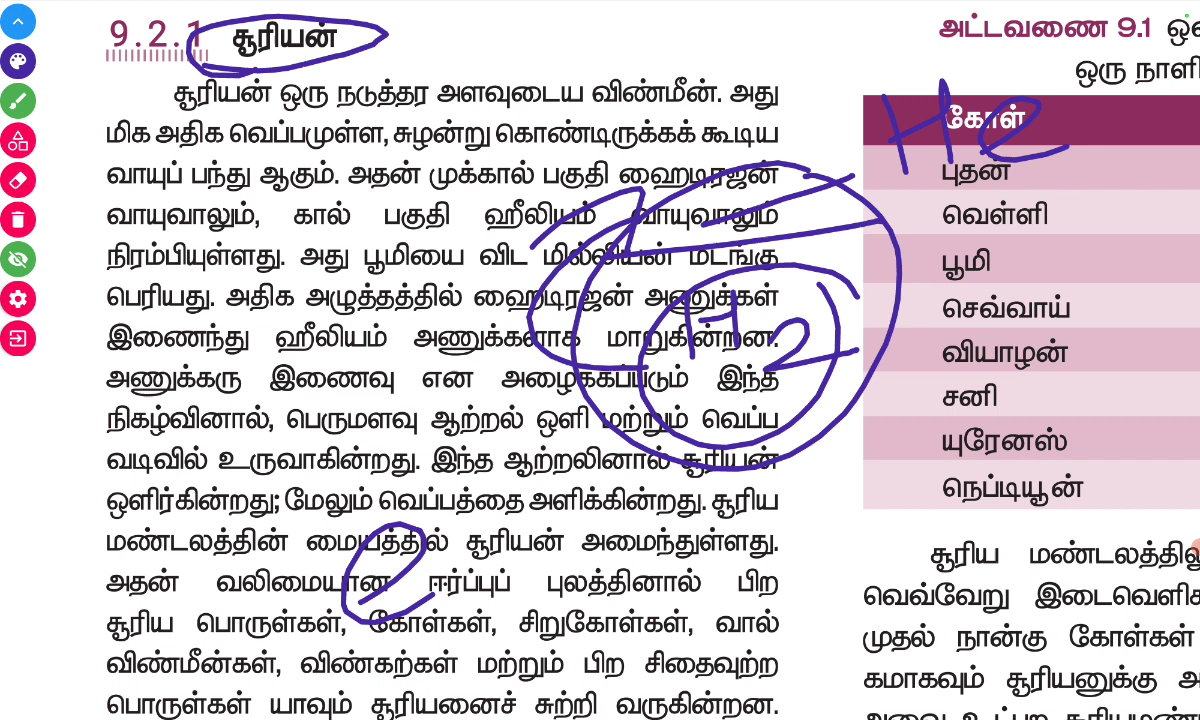 9.2.1 சூரியன்
சூரியன் ஒரு நடுத்தர அளவுடைய விண்மீன். அது
மிக அதிக வெப்பமுள்ள, சுழன்று கொண்டிருக்கக் கூடிய
வாயுப் பந்து ஆகும். அதன் முக்கால் பகுதி ஹைடிரஜன்
வாயுவாலும், கால் பகுதி ஹீலியம் வாயுவாலும்
நிரம்பியுள்ளது. அது பூமியை விட மில்லியன் மடங்கு
பெரியது. அதிக அழுத்தத்தில் ஹைடிரஜன் அணுக்கள்
இணைந்து ஹீலியம் அணுக்களாக மாறுகின்றன.
அணுக்கரு இணைவு என அழைக்கப்படும் இந்த
நிகழ்வினால், பெருமளவு ஆற்றல் ஒளி மற்றும் வெப்ப
வடிவில் உருவாகின்றது. இந்த ஆற்றலினால் சூரியன்
ஒளிர்கின்றது; மேலும் வெப்பத்தை அளிக்கின்றது. சூரிய
மண்டலத்தின் மையத்தில் சூரியன் அமைந்துள்ளது.
அதன் வலிமையான ஈர்ப்புப் புலத்தினால் பிற
சூரிய பொருள்கள், கோள்கள், சிறுகோள்கள், வால்
விண்மீன்கள், விண்கற்கள் மற்றும் பிற சிதைவுற்ற
பொருள்கள் யாவும் சூரியனைச் சுற்றி வருகின்றன.
H2
e
அட்டவணை 9.1
ஒரு
He
கோள்
புதன்
வெள்ளி
பூமி
செவ்வாய்
வியாழன்
சனி
யுரேனஸ்
நெப்டியூன்
சூரிய
வெவ்வேறு
முதல் நான்கு கோள்கள்
கமாகவும் சூரியனுக்கு